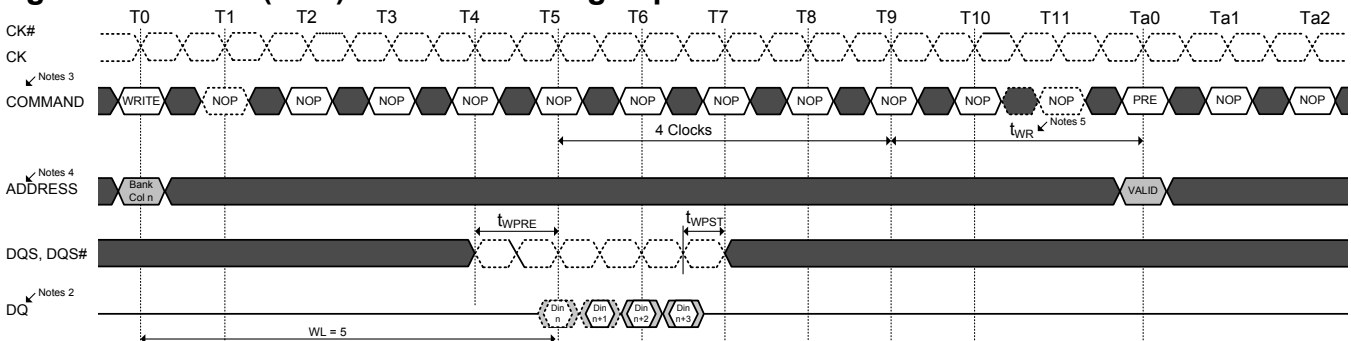 T0 T1 T2 T3 T4 T5 T6 T7 T8 T9 T10 T11 Ta0 Ta1 Ta2
CK#
CK
Notes 3
COMMAND WRITE NOP NOP NOP NOP NOP NOP NOP NOP NOP NOP NOP PRE NOP NOP
4 Clocks tWR Notes 5
Notes 4
ADDRESS Bank Col n VALID
tWPRE tWPST
DQS, DQS#
Notes 2
DQ Din n Din n+1 Din n+2 Din n+3
WL = 5